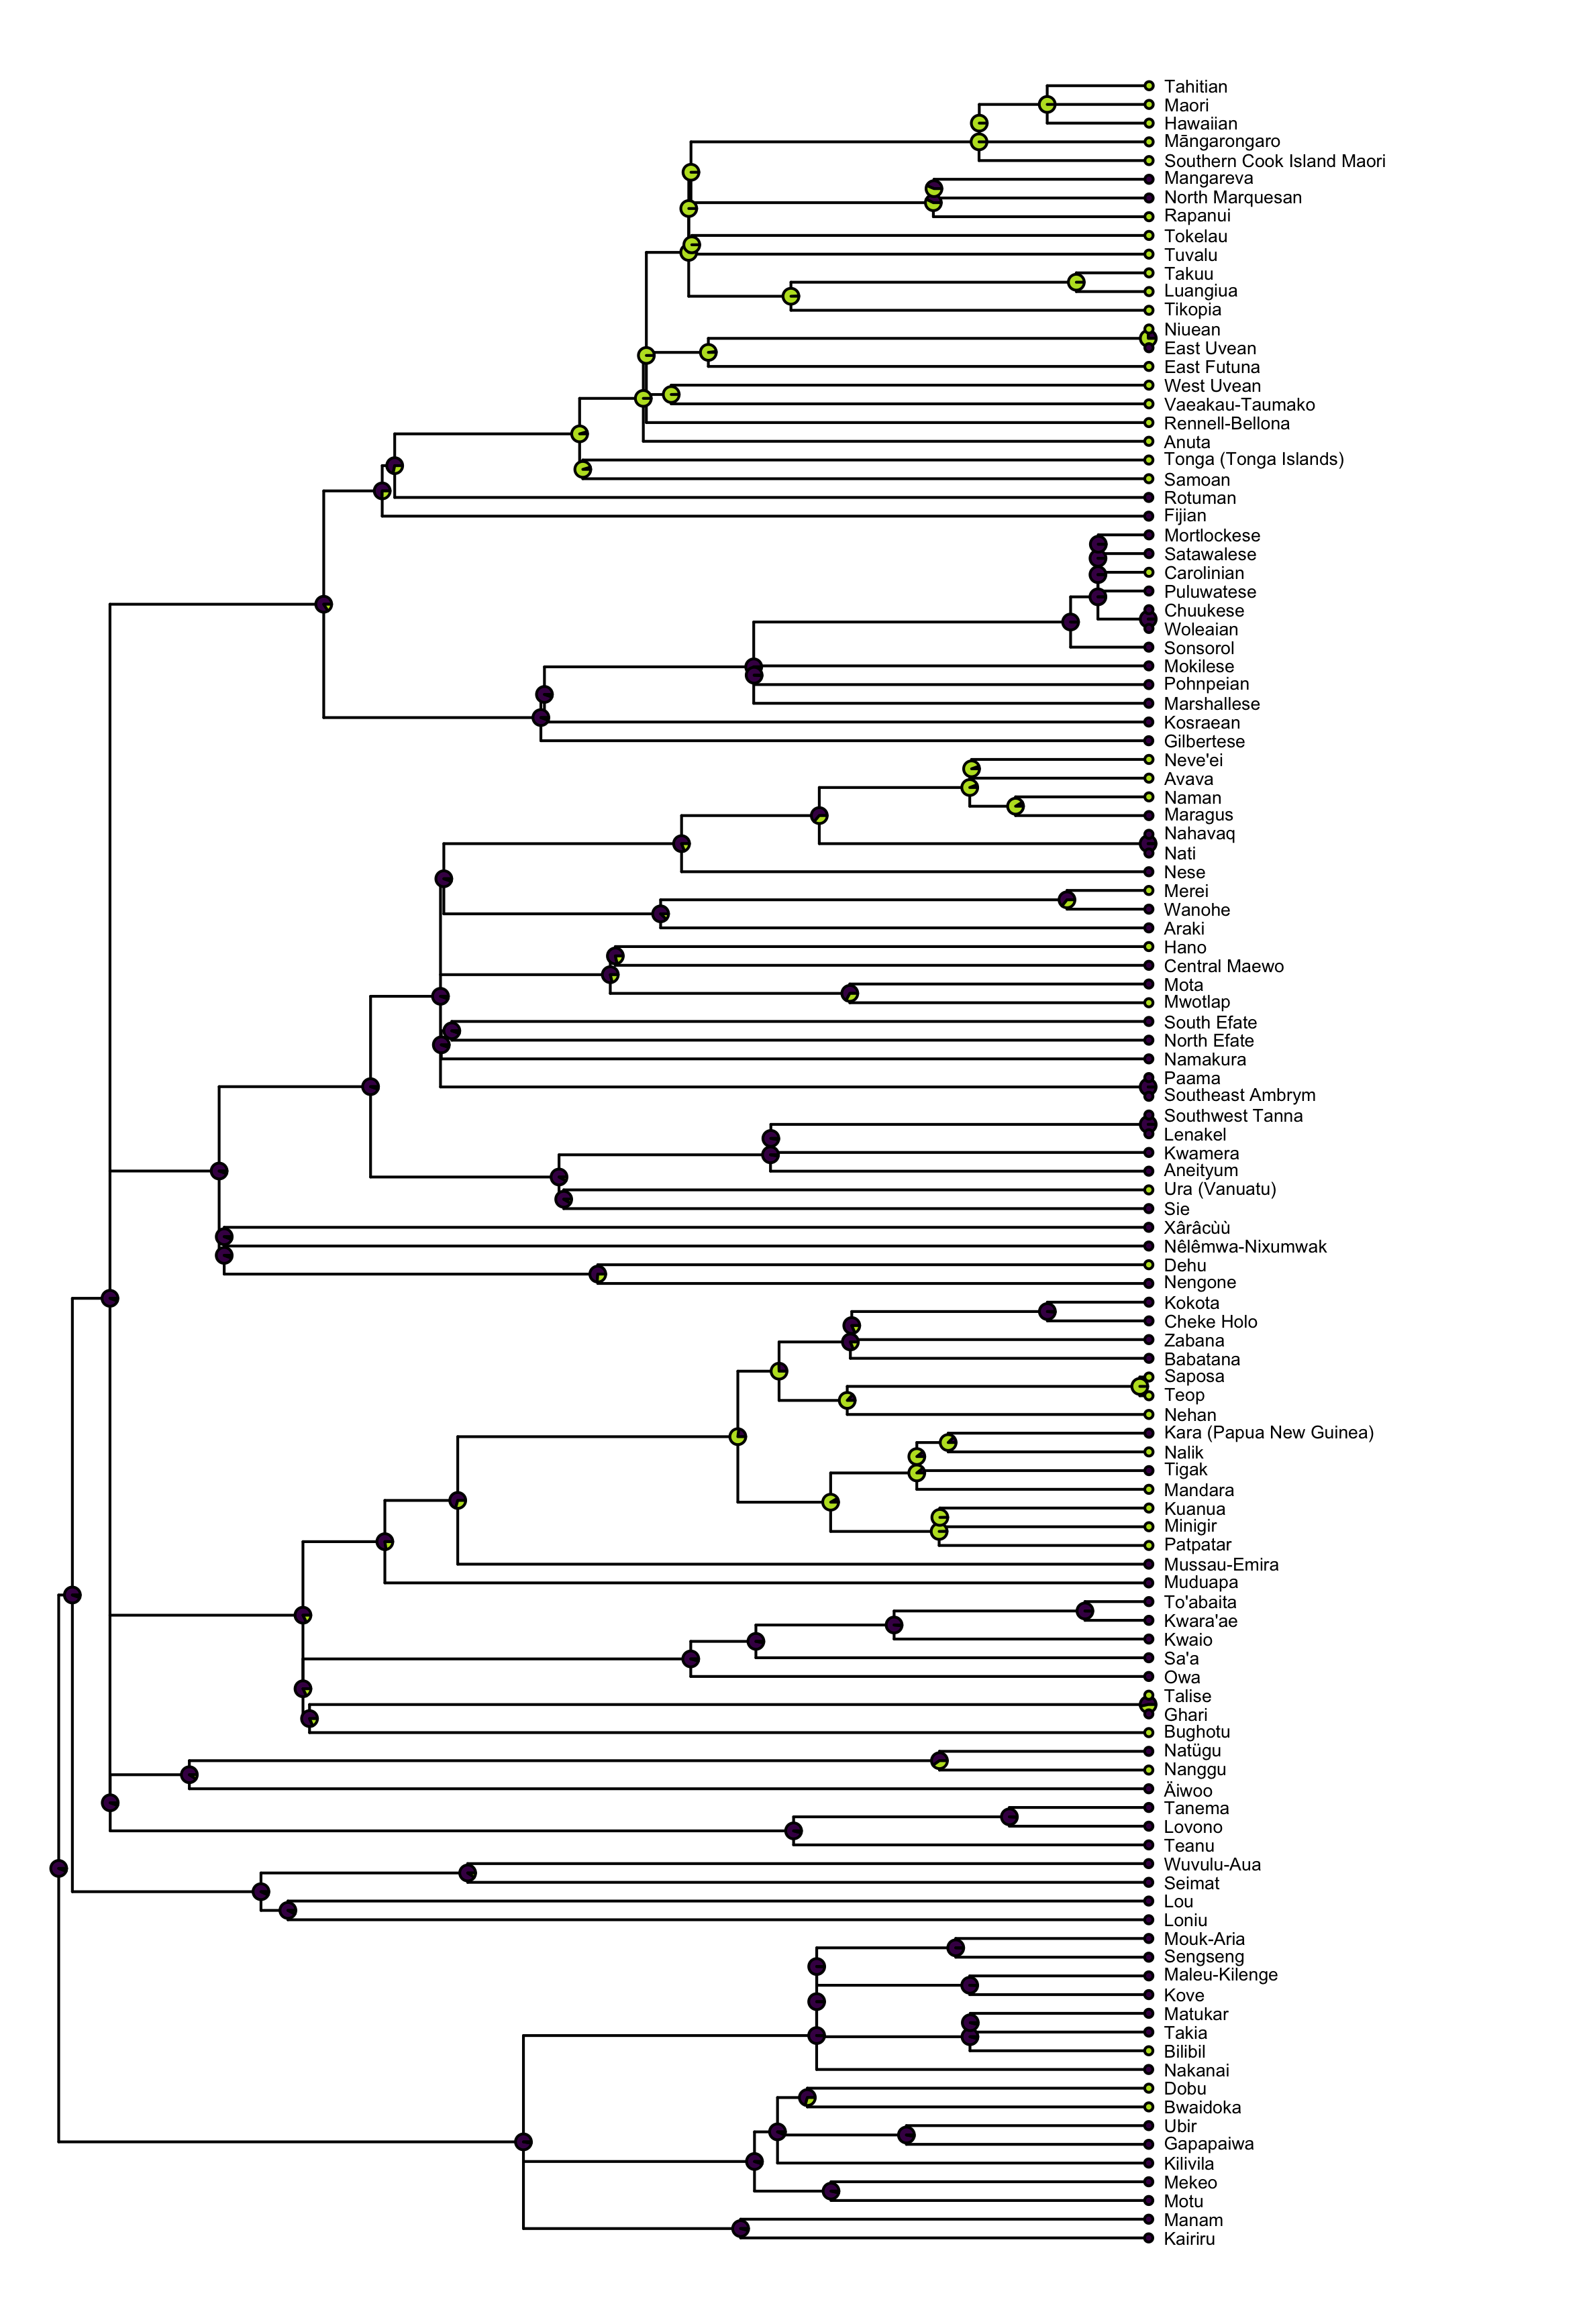 Tahitian
Maori
Hawaiian
Māngarongaro
Southern Cook Island Maori
Mangareva
North Marquesan
Rapanui
Tokelau
Tuvalu
Takuu
Luangiua
Tikopia
Niuean
East Uvean
East Futuna
West Uvean
Vaeakau-Taumako
Rennell-Bellona
Anuta
Tonga (Tonga Islands)
Samoan
Rotuman
Fijian
Mortlockese
Satawalese
Carolinian
Puluwatese
Chuukese
Woleaian
Sonsorol
Mokilese
Pohnpeian
Marshallese
Kosraean
Gilbertese
Neve'ei
Avava
Naman
Maragus
Nahavaq
Nati
Nese
Merei
Wanohe
Araki
Hano
Central Maewo
Mota
Mwotlap
South Efate
North Efate
Namakura
Paama
Southeast Ambrym
Southwest Tanna
Lenakel
Kwamera
Aneityum
Ura (Vanuatu)
Sie
Xârâcùù
Nêlêmwa-Nixumwak
Dehu
Nengone
Kokota
Cheke Holo
Zabana
Babatana
Saposa
Teop
Nehan
Kara (Papua New Guinea)
Nalik
Tigak
Mandara
Kuanua
Minigir
Patpatar
Mussau-Emira
Muduapa
To'abaita
Kwara'ae
Kwaio
Sa'a
Owa
Talise
Ghari
Bughotu
Natügu
Nanggu
Äiwoo
Tanema
Lovono
Teanu
Wuvulu-Aua
Seimat
Lou
Loniu
Mouk-Aria
Sengseng
Maleu-Kilenge
Kove
Matukar
Takia
Bilibil
Nakanai
Dobu
Bwaidoka
Ubir
Gapapaiwa
Kilivila
Mekeo
Motu
Manam
Kairiru